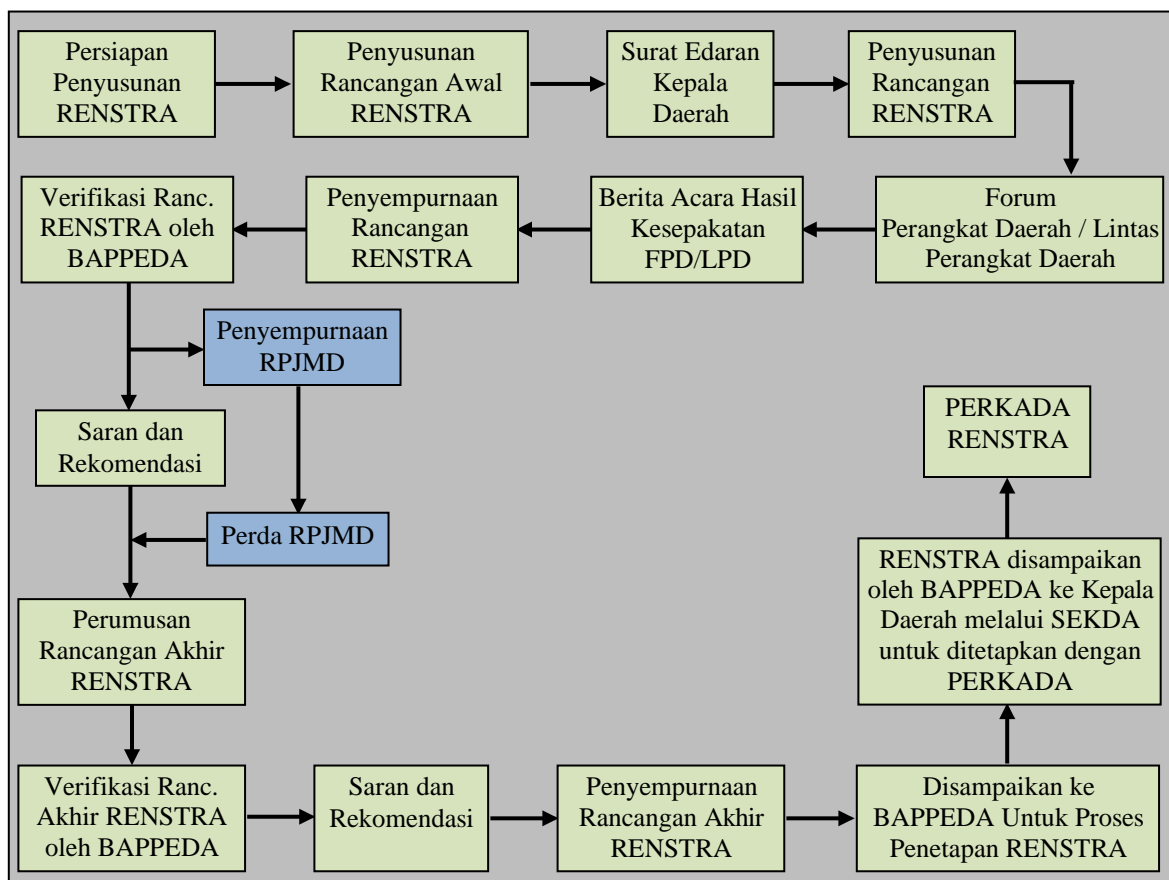 Persiapan
Penyusunan
RENSTRA
Penyusunan
Rancangan Awal
RENSTRA
Surat Edaran
Kepala
Daerah
Penyusunan
Rancangan
RENSTRA
Forum
Perangkat Daerah / Lintas
Perangkat Daerah
Berita Acara Hasil
Kesepakatan
FPD/LPD
Penyempurnaan
Rancangan
RENSTRA
Verifikasi Ranc.
RENSTRA oleh
BAPPEDA
Penyempurnaan
RPJMD
Saran dan
Rekomendasi
Perda RPJMD
Perumusan
Rancangan Akhir
RENSTRA
Verifikasi Ranc.
Akhir RENSTRA
oleh BAPPEDA
Saran dan
Rekomendasi
Penyempurnaan
Rancangan Akhir
RENSTRA
Disampaikan ke
BAPPEDA Untuk Proses
Penetapan RENSTRA
RENSTRA disampaikan
oleh BAPPEDA ke Kepala
Daerah melalui SEKDA
untuk ditetapkan dengan
PERKADA
PERKADA
RENSTRA